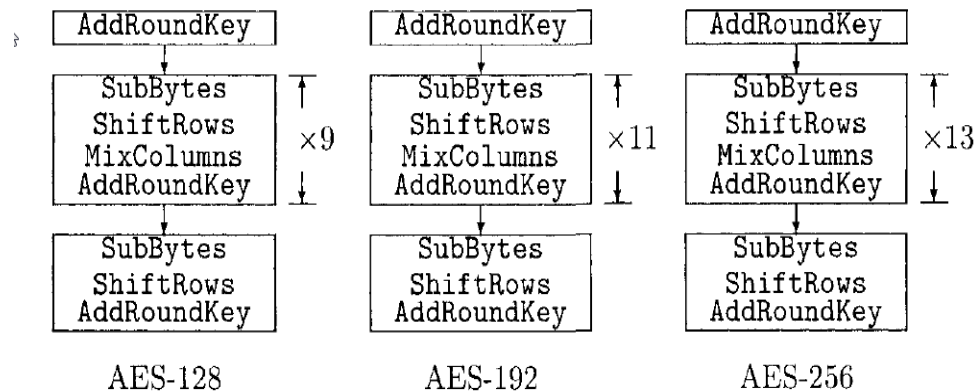 AddRoundKey
SubBytes
ShiftRows
MixColumns
AddRoundKey
×9
SubBytes
ShiftRows
AddRoundKey
AES-128
AddRoundKey
SubBytes
ShiftRows
MixColumns
AddRoundKey
×11
SubBytes
ShiftRows
AddRoundKey
AES-192
AddRoundKey
SubBytes
ShiftRows
MixColumns
AddRoundKey
×13
SubBytes
ShiftRows
AddRoundKey
AES-256